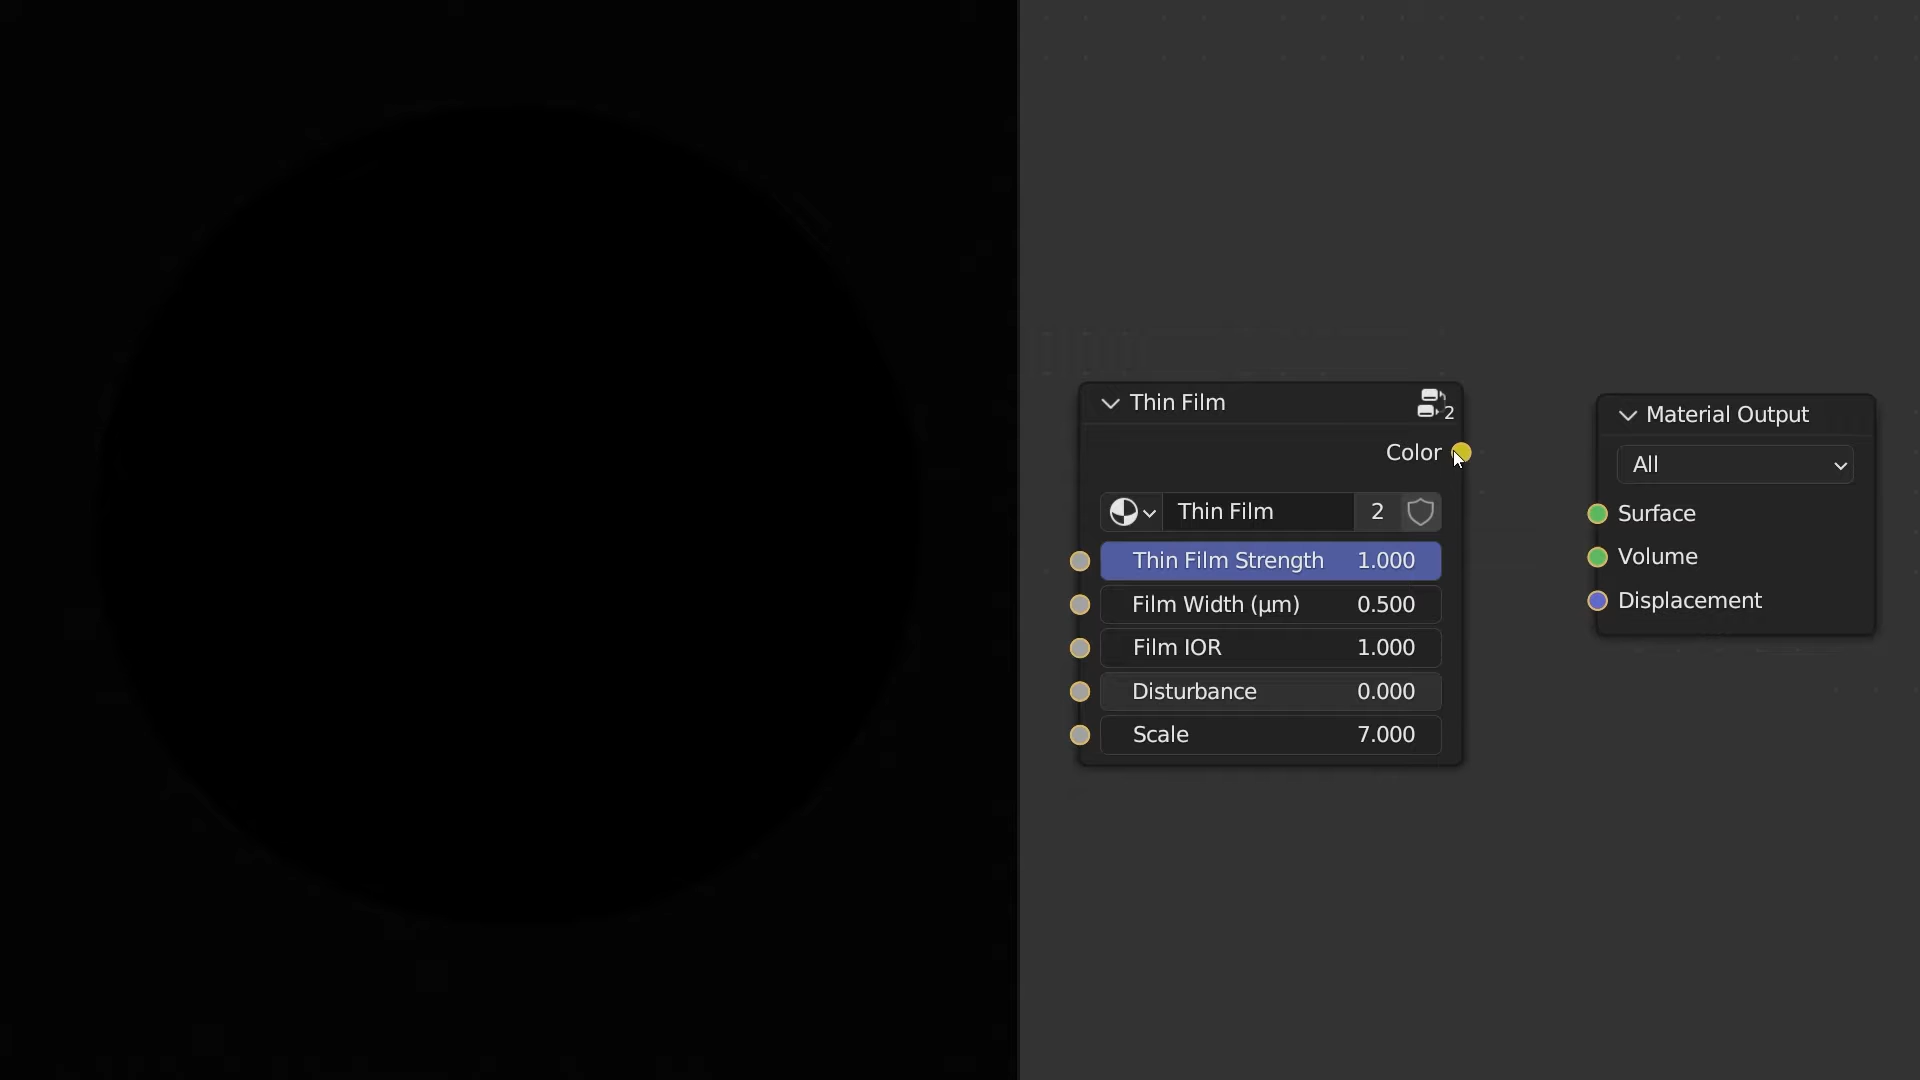 Thin Film
2
Color
Thin Film 2
Thin Film Strength 1.000
Film Width (μm) 0.500
Film IOR 1.000
Disturbance 0.000
Scale 7.000
Material Output
All
Surface
Volume
Displacement